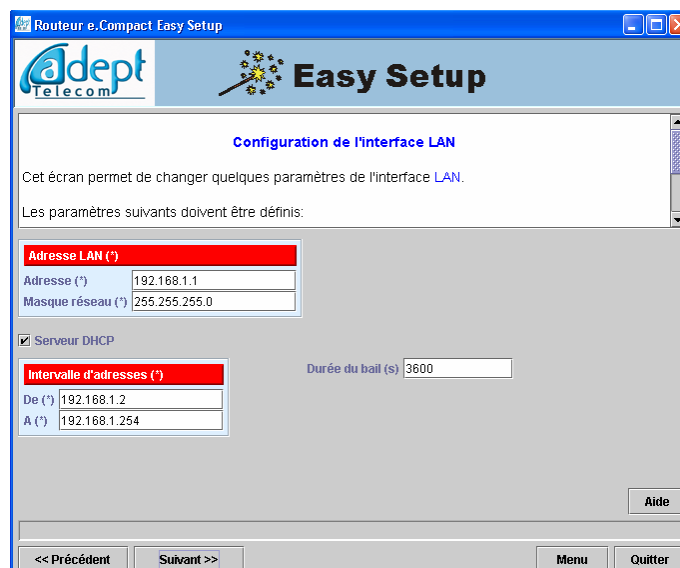 Routeur e.Compact Easy Setup
adept
Telecom
Easy Setup
Configuration de l'interface LAN
Cet écran permet de changer quelques paramètres de l'interface LAN.
Les paramètres suivants doivent être définis:
Adresse LAN (*)
Adresse (*) 192.168.1.1
Masque réseau (*) 255.255.255.0
Serveur DHCP
Intervalle d'adresses (*)
Durée du bail (s) 3600
De (*) 192.168.1.2
A (*) 192.168.1.254
Aide
<< Précédent Suivant >> Menu Quitter